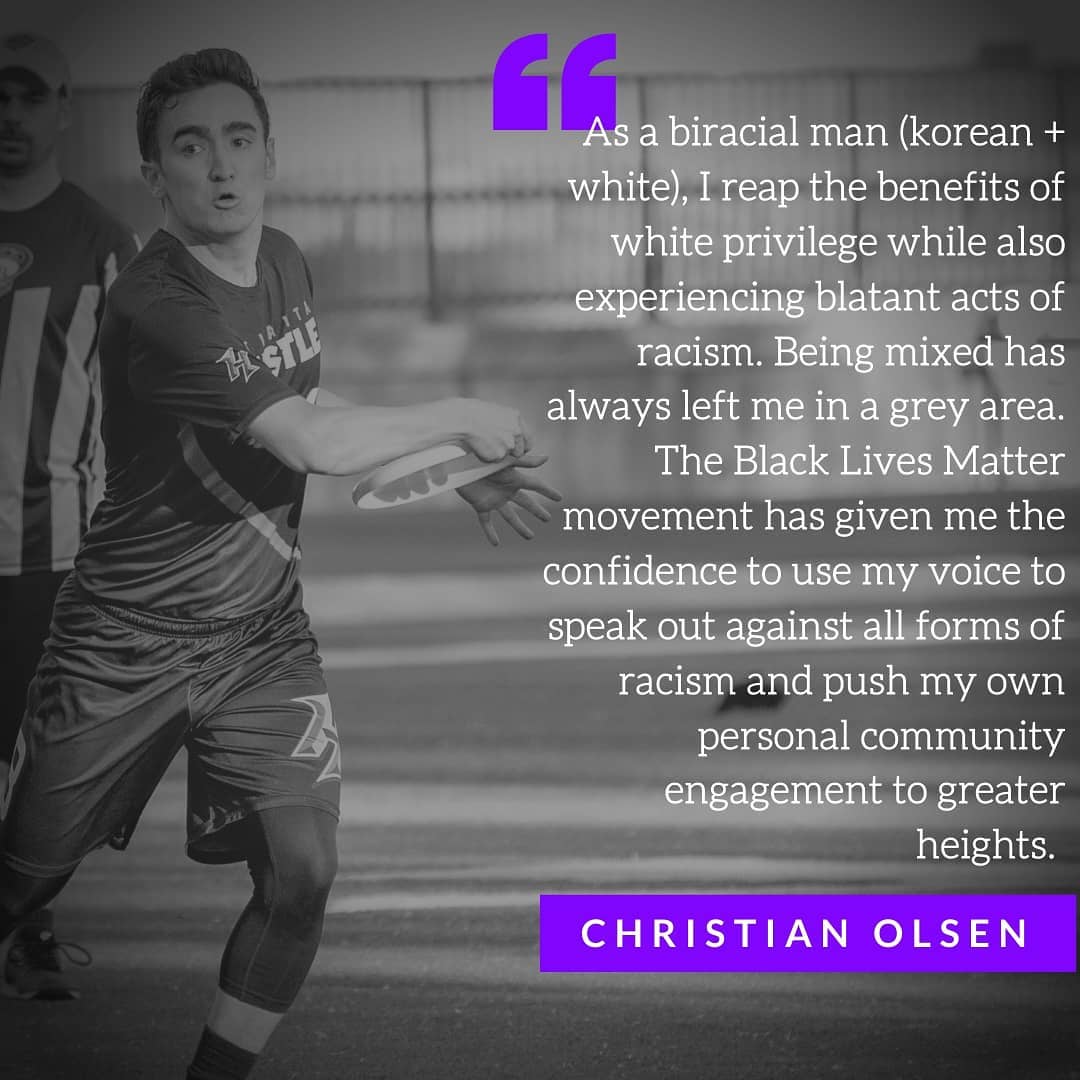 As a biracial man (korean +
white), I reap the benefits of
white privilege while also
experiencing blatant acts of
racism. Being mixed has
always left me in a grey area.
The Black Lives Matter
movement has given me the
confidence to use my voice to
speak out against all forms of
racism and push my own
personal community
engagement to greater
heights.
CHRISTIAN OLSEN